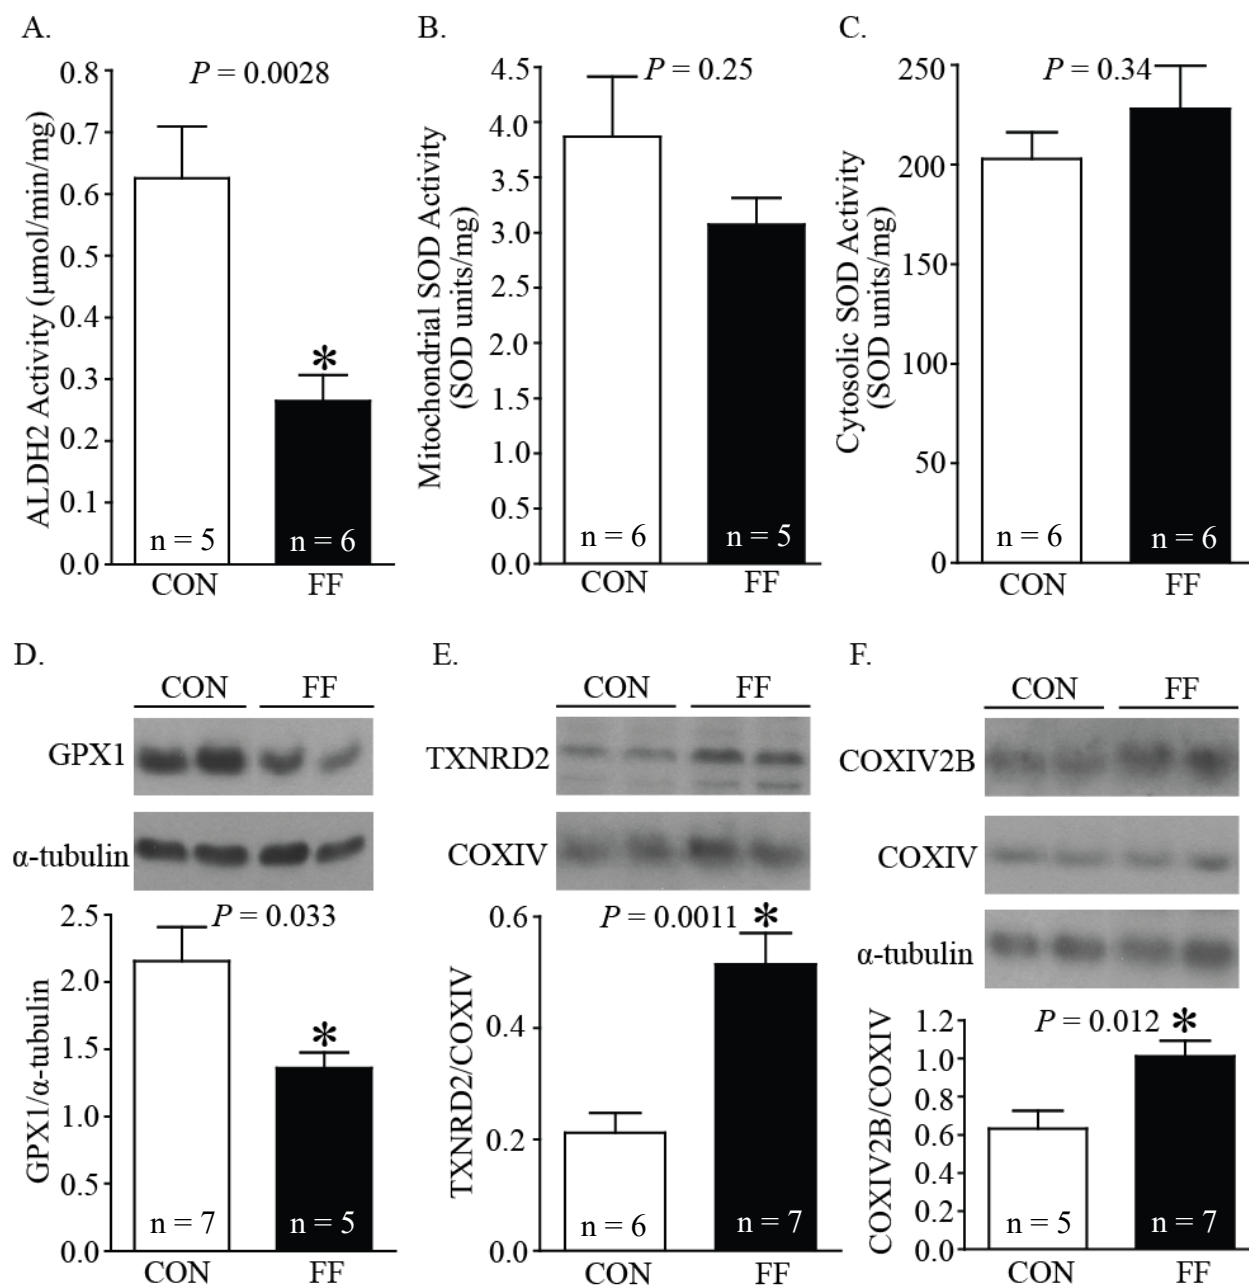 A.
P = 0.0028
ALDH2 Activity (μmol/min/mg)
0.8
0.7
0.6
0.5
0.4
0.3
0.2
0.1
0.0
*
n = 5
n = 6
CON
FF
B.
P = 0.25
Mitochondrial SOD Activity
(SOD units/mg)
4.5
4.0
3.5
3.0
2.5
2.0
1.5
1.0
0.5
0.0
n = 6
n = 5
CON
FF
C.
P = 0.34
Cytosolic SOD Activity
(SOD units/mg)
250
200
150
100
50
0
n = 6
n = 6
CON
FF
D.
CON
FF
GPX1
α-tubulin
P = 0.033
GPX1/α-tubulin
2.5
2.0
1.5
1.0
0.5
0.0
*
n = 7
n = 5
CON
FF
E.
CON
FF
TXNRD2
COXIV
P = 0.0011
*
TXNRD2/COXIV
0.6
0.4
0.2
0.0
n = 6
n = 7
CON
FF
F.
CON
FF
COXIV2B
COXIV
α-tubulin
P = 0.012
*
COXIV2B/COXIV
1.2
1.0
0.8
0.6
0.4
0.2
0.0
n = 5
n = 7
CON
FF